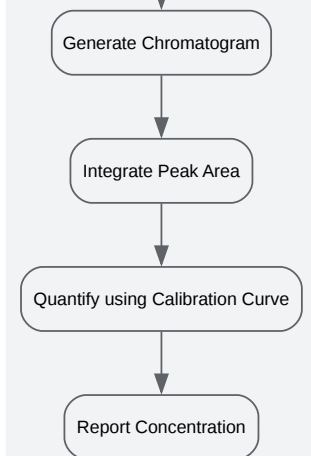 Generate Chromatogram
Integrate Peak Area
Quantify using Calibration Curve
Report Concentration